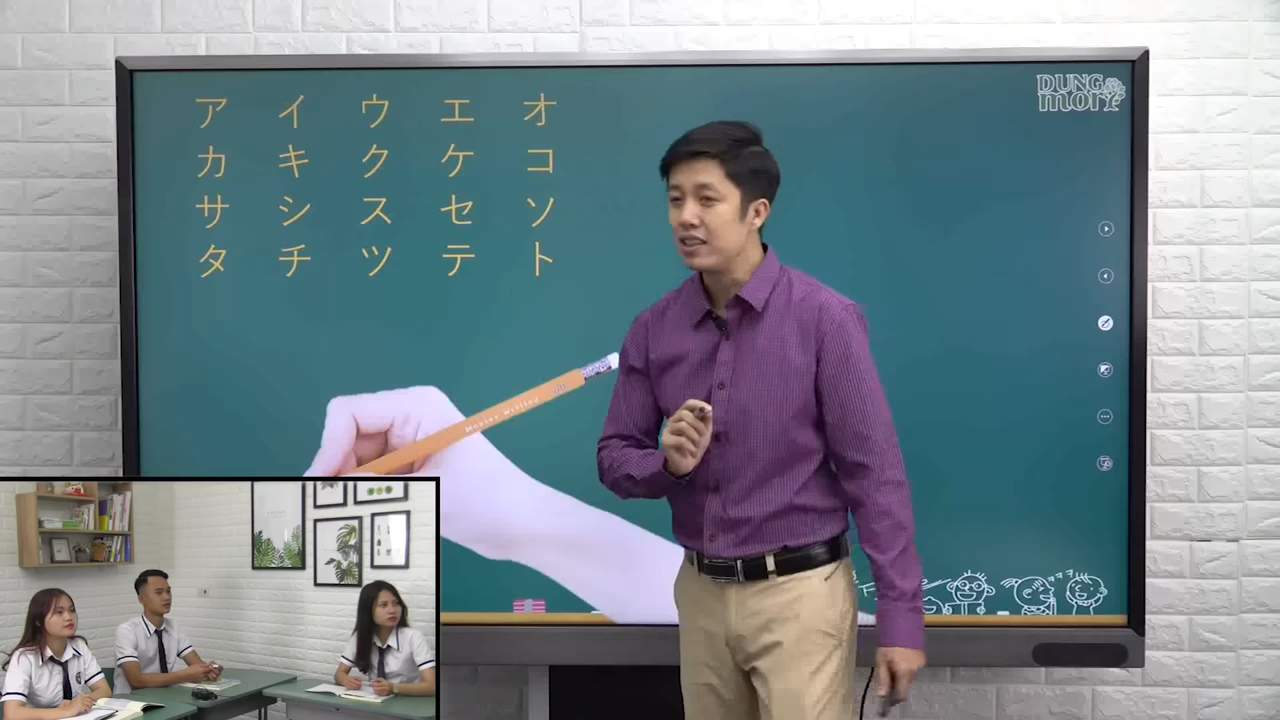 ア イ ウ エ オ
カ キ ク ケ コ
サ シ ス セ ソ
タ チ ツ テ ト
DUNG
mori